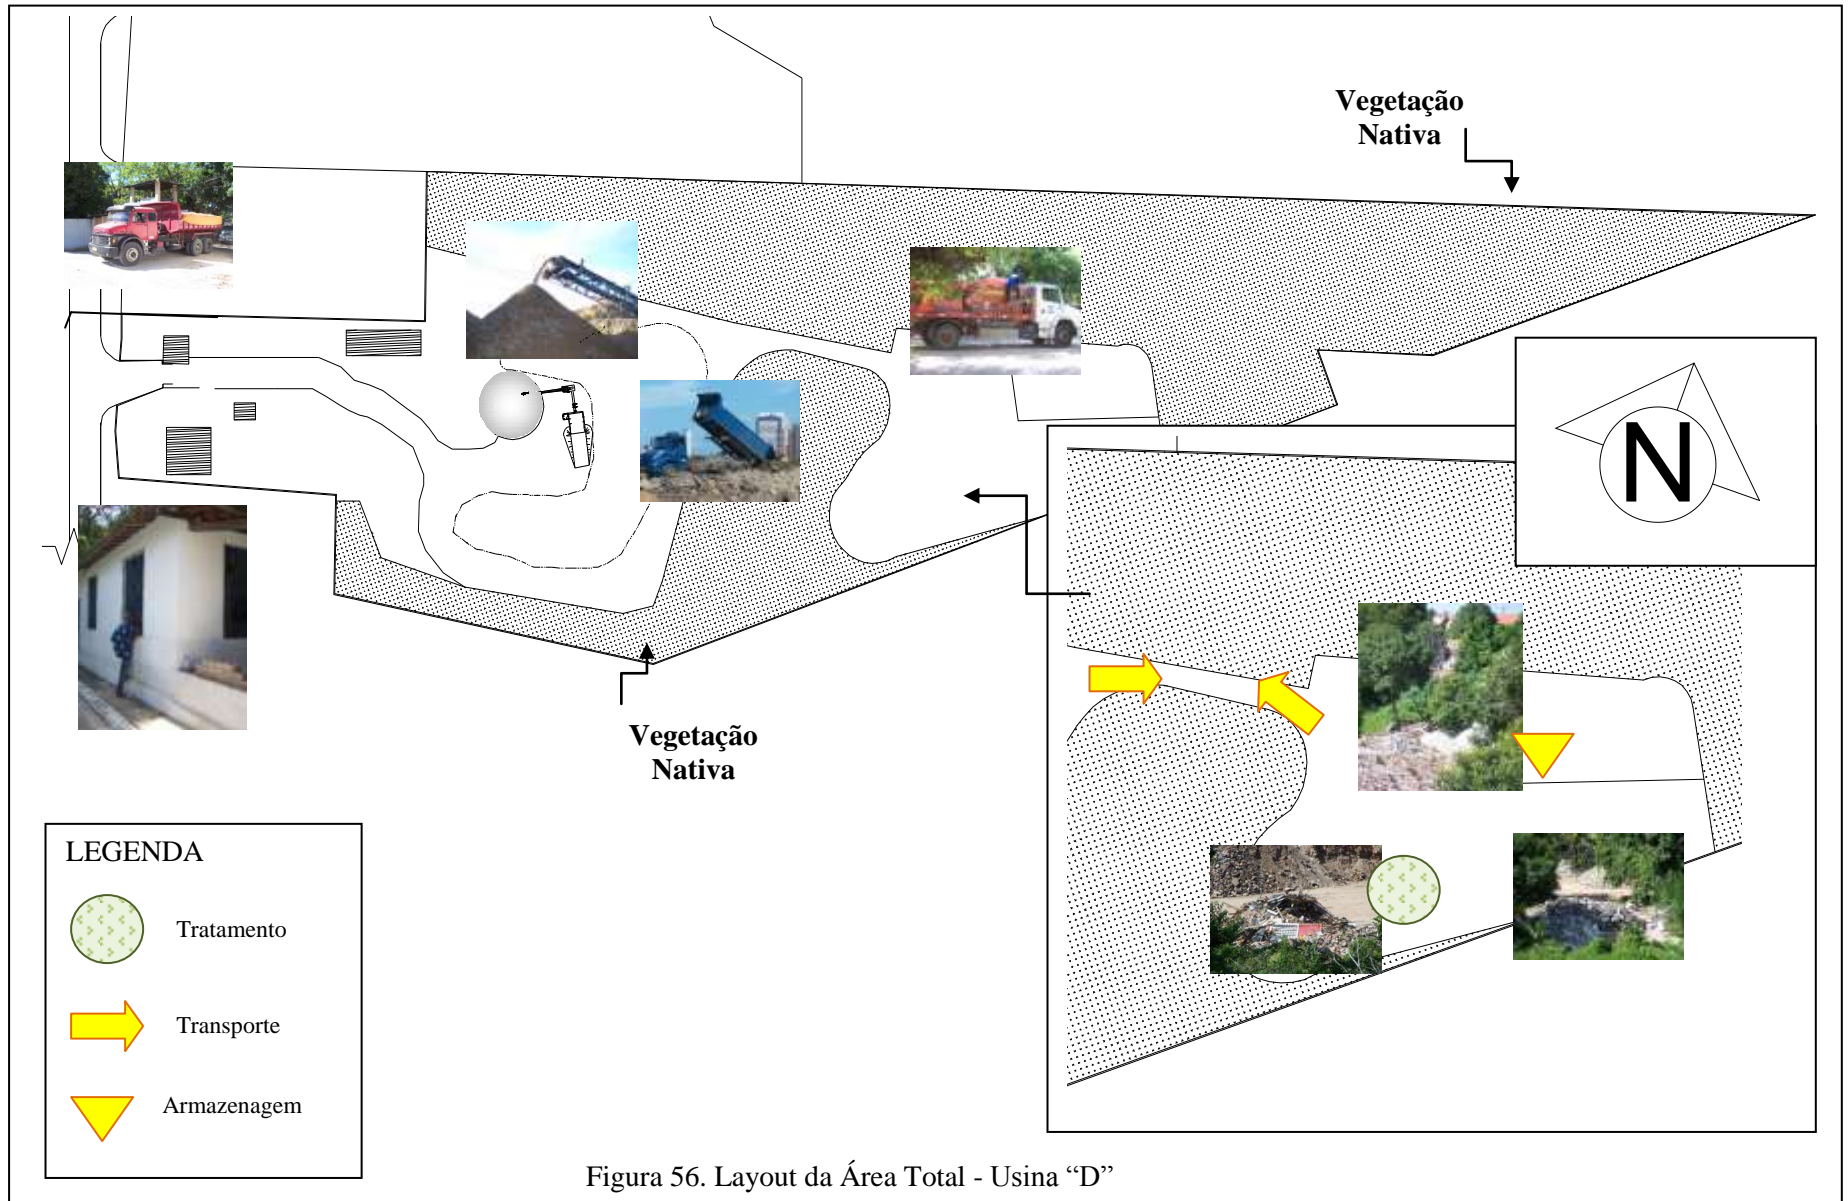 Vegetação
Nativa
N
Vegetação
Nativa
LEGENDA
Tratamento
Transporte
Armazenagem
Figura 56. Layout da Área Total - Usina “D”